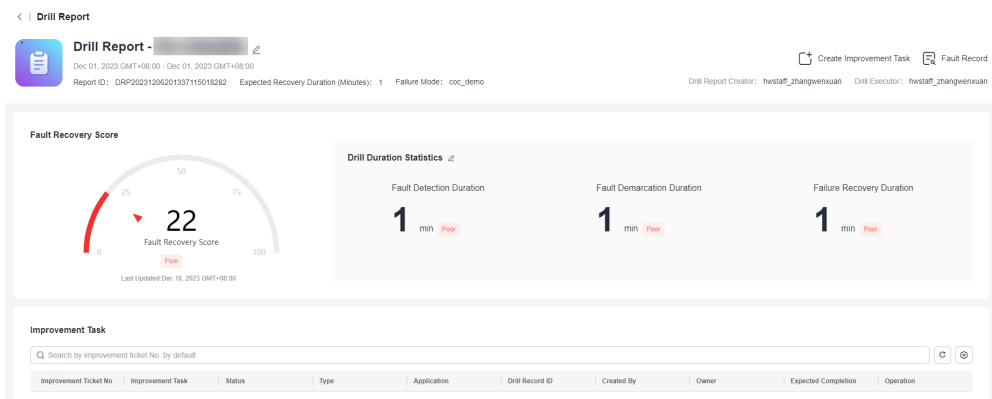 < | Drill Report
Drill Report -
Dec 01, 2023 GMT+08:00 - Dec 01, 2023 GMT+08:00
Create Improvement Task Fault Record
Report ID: DRP20231206201337115018282 Expected Recovery Duration (Minutes): 1 Failure Mode: coc_demo
Drill Report Creator: hwstaff_zhangwenxuan Drill Executor: hwstaff_zhangwenxuan
Fault Recovery Score
0
25
50
75
100
22
Fault Recovery Score
Poor
Last Updated:Dec 18, 2023 GMT+08:00
Drill Duration Statistics
Fault Detection Duration Fault Demarcation Duration Failure Recovery Duration
1 min Poor 1 min Poor 1 min Poor
Improvement Task
Search by improvement ticket No. by default
Improvement Ticket No Improvement Task Status Type Application Drill Record ID Created By Owner Expected Completion Operation